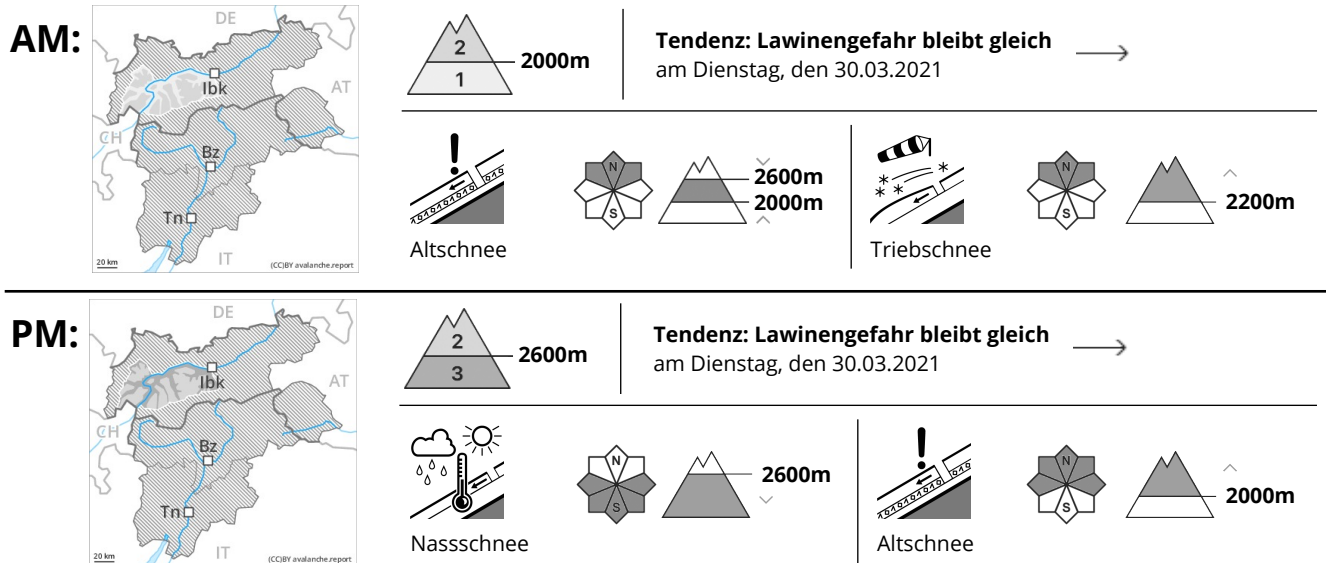 AM:
DE
AT
CH
IT
Ibk
Bz
Tn
20 km
(CC)BY avalanche.report
2
1
2000m
Tendenz: Lawinengefahr bleibt gleich
am Dienstag, den 30.03.2021
N
S
2600m
2000m
Altschnee
N
S
2200m
Triebschnee
PM:
DE
AT
CH
IT
Ibk
Bz
Tn
20 km
(CC)BY avalanche.report
2
3
2600m
Tendenz: Lawinengefahr bleibt gleich
am Dienstag, den 30.03.2021
N
S
2600m
Nassschnee
N
S
2000m
Altschnee